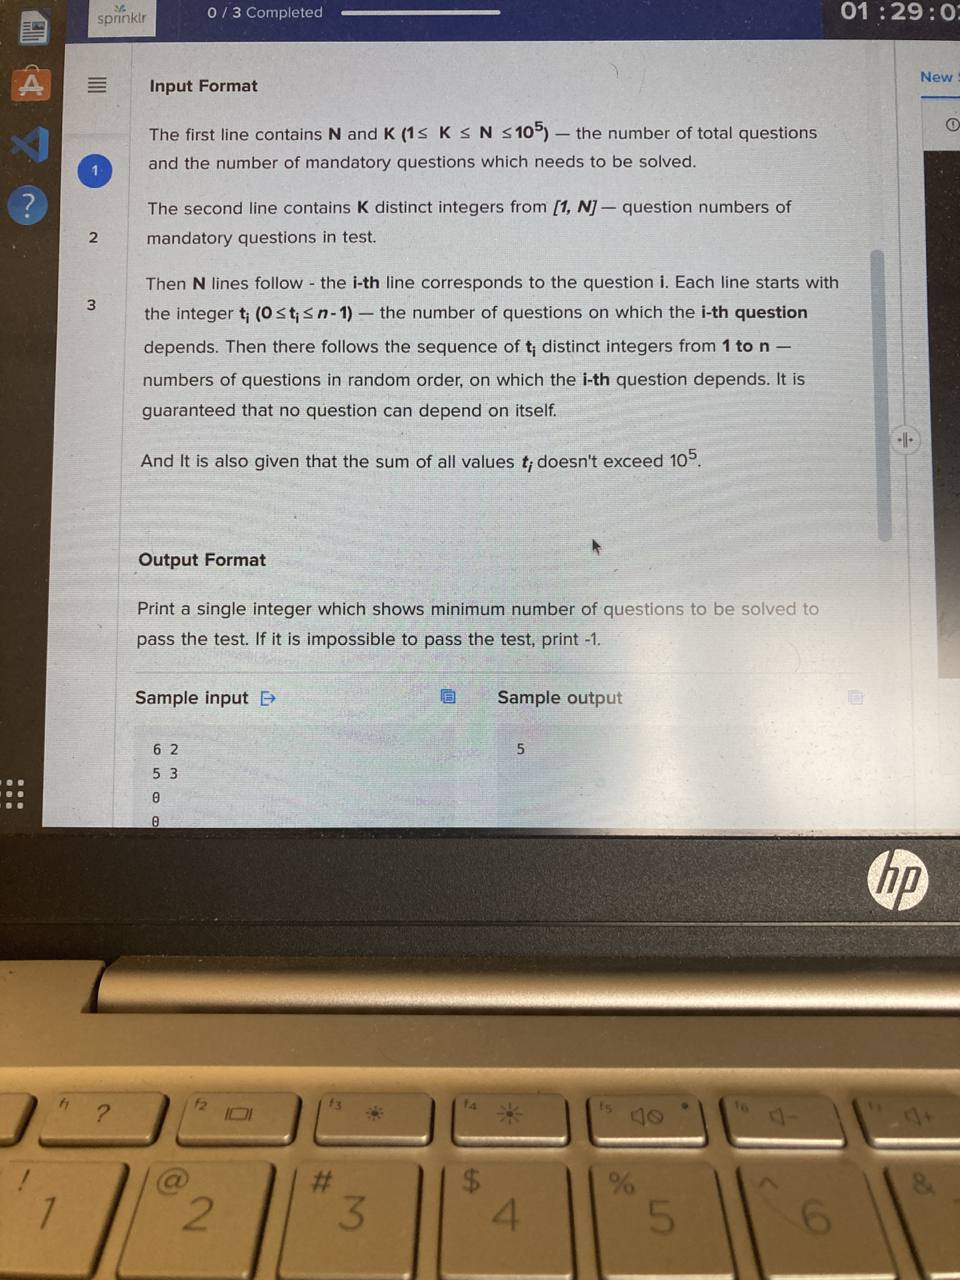 sprinklr
0 / 3 Completed
01 : 29 : 0
New
Input Format
The first line contains N and K (1≤ K ≤ N ≤10⁵) — the number of total questions
and the number of mandatory questions which needs to be solved.
1
The second line contains K distinct integers from [1, N] — question numbers of
mandatory questions in test.
2
Then N lines follow - the i-th line corresponds to the question i. Each line starts with
3
the integer tᵢ (0≤tᵢ≤n-1) — the number of questions on which the i-th question
depends. Then there follows the sequence of tᵢ distinct integers from 1 to n —
numbers of questions in random order, on which the i-th question depends. It is
guaranteed that no question can depend on itself.
And It is also given that the sum of all values tᵢ doesn't exceed 10⁵.
Output Format
Print a single integer which shows minimum number of questions to be solved to
pass the test. If it is impossible to pass the test, print -1.
Sample input
Sample output
6 2
5
5 3
0
0
hp
f1 ? f2 f3 f4 f5 f6
! 1 @ 2 # 3 $ 4 % 5 ^ 6 &